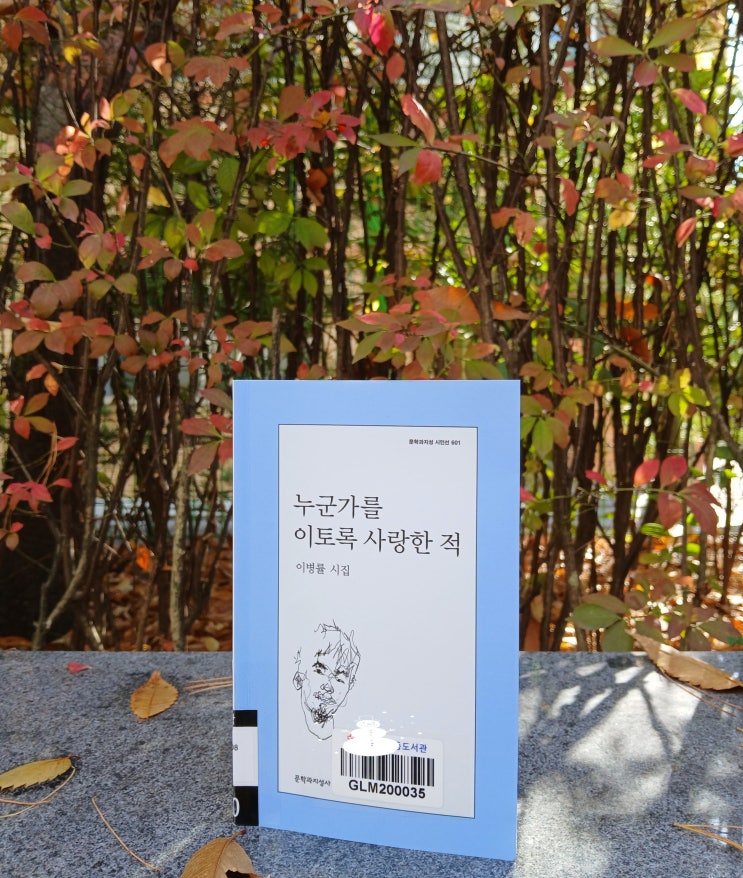 문학과지성 시인선 601
누군가를
이토록 사랑한 적
이병률 시집
도서관
문학과지성사
GLM200035